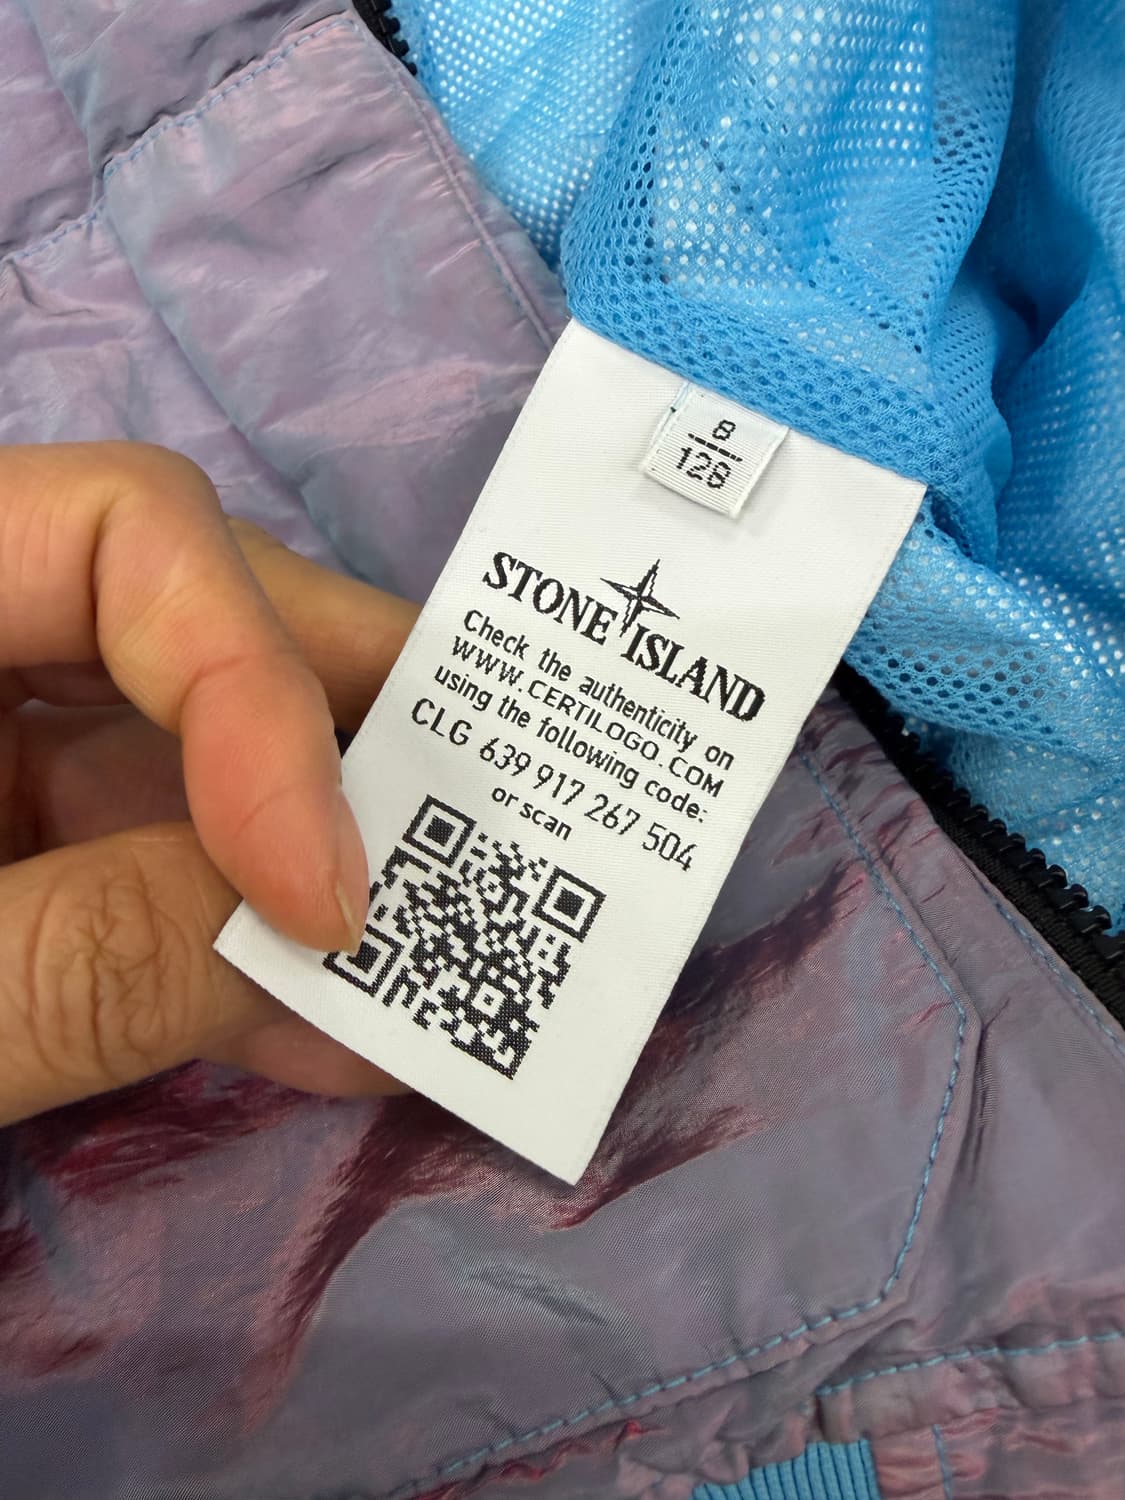 8
128
STONE ISLAND
Check the authenticity on
WWW.CERTILOGO.COM
using the following code:
CLG 639 917 267 504
or scan